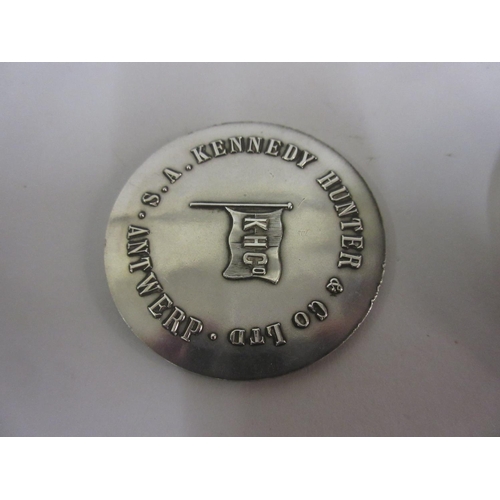 S.A. KENNEDY HUNTER & CO LTD · ANTWERP ·
KHCo